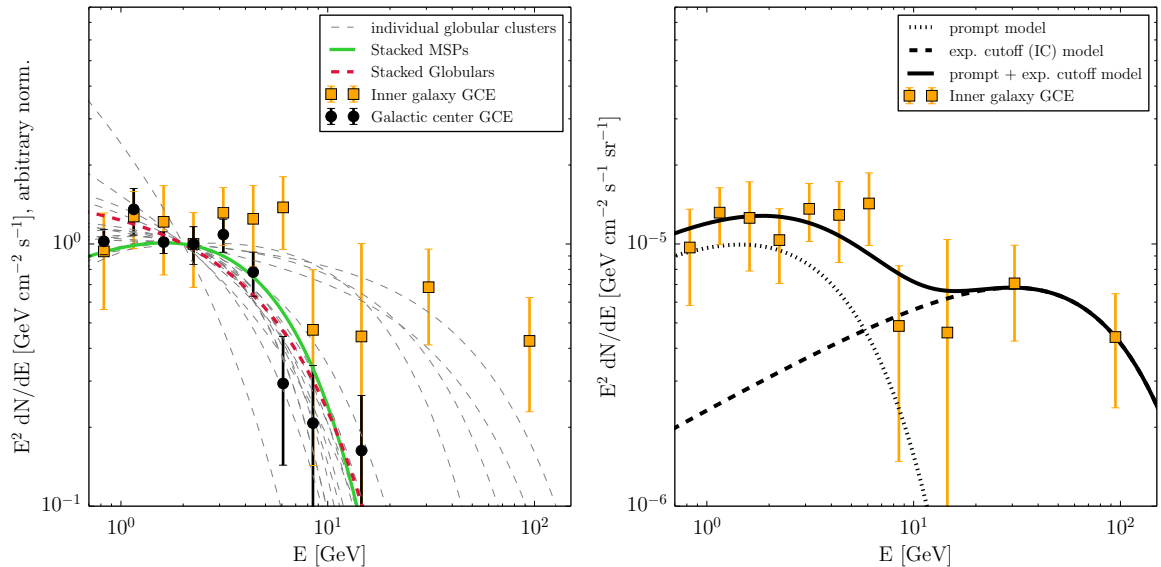 individual globular clusters
Stacked MSPs
Stacked Globulars
Inner galaxy GCE
Galactic center GCE
E² dN/dE [GeV cm⁻² s⁻¹], arbitrary norm.
10⁰
10⁻¹
10⁰
10¹
10²
E [GeV]
prompt model
exp. cutoff (IC) model
prompt + exp. cutoff model
Inner galaxy GCE
E² dN/dE [GeV cm⁻² s⁻¹ sr⁻¹]
10⁻⁵
10⁻⁶
10⁰
10¹
10²
E [GeV]